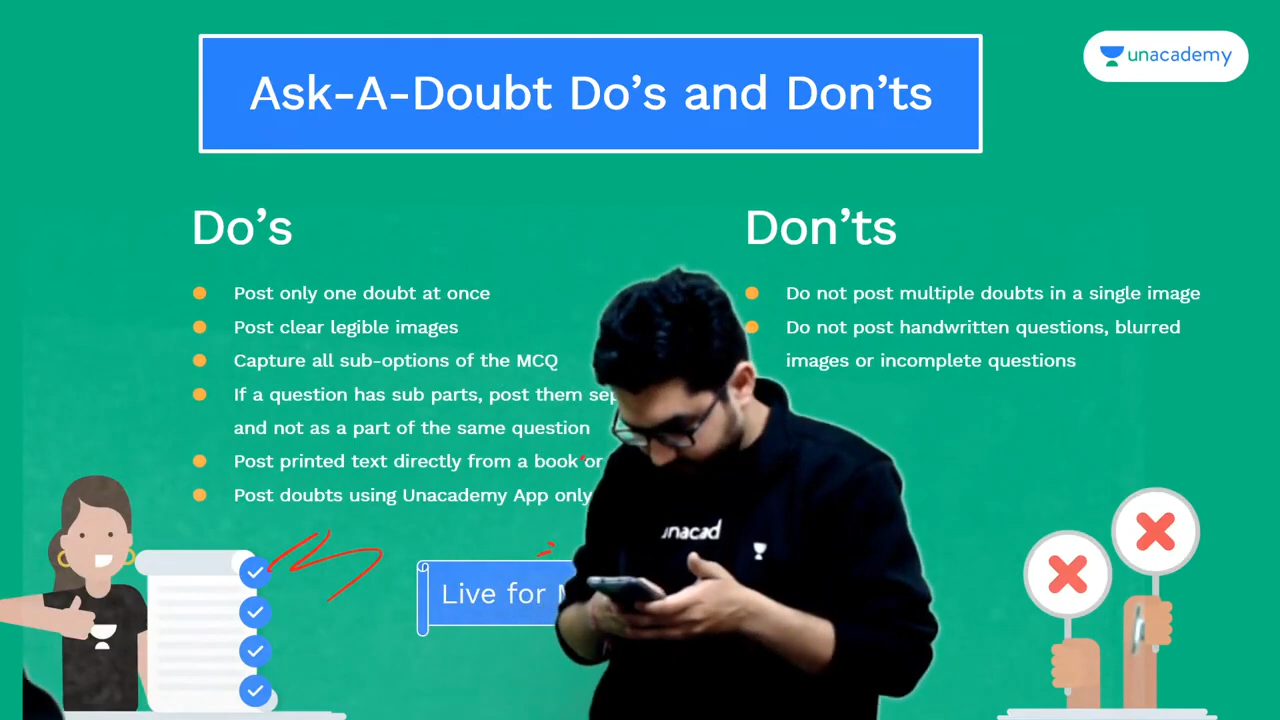 Ask-A-Doubt Do's and Don'ts
unacademy
Do's
Post only one doubt at once
Post clear legible images
Capture all sub-options of the MCQ
If a question has sub parts, post them
and not as a part of the same question
Post printed text directly from a book or
Post doubts using Unacademy App only
Live for
Don'ts
Do not post multiple doubts in a single image
Do not post handwritten questions, blurred
images or incomplete questions
unacad